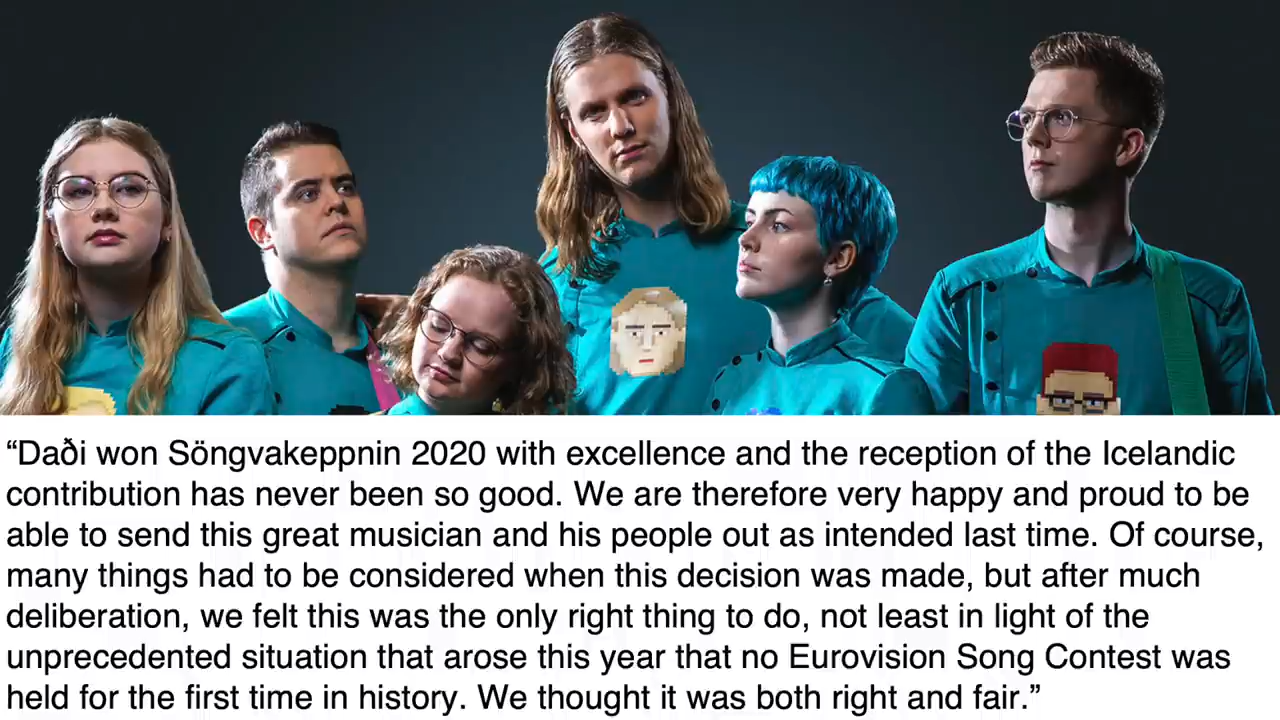 “Daði won Söngvakeppnin 2020 with excellence and the reception of the Icelandic
contribution has never been so good. We are therefore very happy and proud to be
able to send this great musician and his people out as intended last time. Of course,
many things had to be considered when this decision was made, but after much
deliberation, we felt this was the only right thing to do, not least in light of the
unprecedented situation that arose this year that no Eurovision Song Contest was
held for the first time in history. We thought it was both right and fair.”